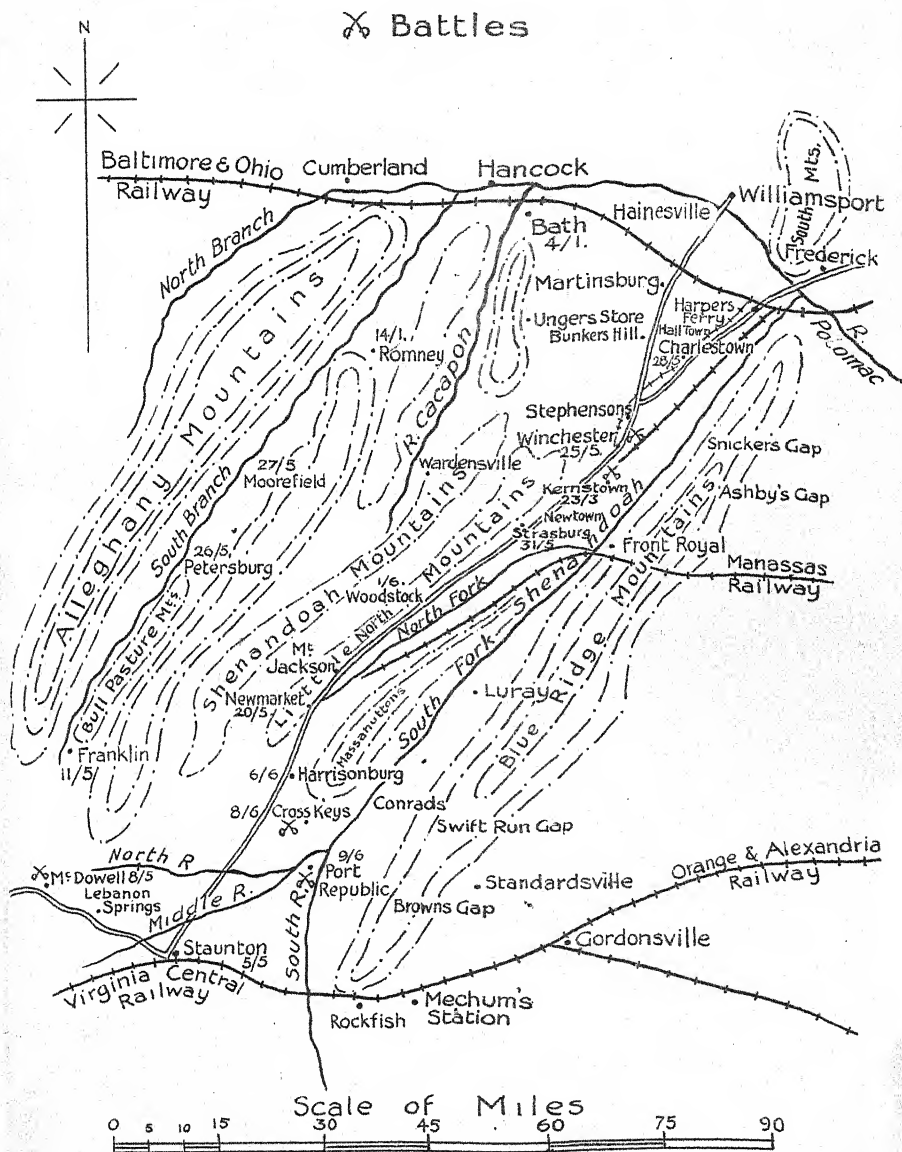 Battles
N
Baltimore & Ohio
Railway
Cumberland
Hancock
South Mts.
Williamsport
Hainesville
Bath
4/1.
Frederick
North Branch
Martinsburg
Harpers
Ferry
Hall Town
Charlestown
28/5
R. Potomac
Ungers Store
Bunkers Hill
14/1.
Romney
R. Cacapon
Alleghany Mountains
Stephensons
Winchester
25/5.
Snickers Gap
27/5
Moorefield
Wardensville
Kernstown
23/3
Ashby's Gap
South Branch
Newtown
Strasburg
31/5
Front Royal
Manassas
Railway
26/5
Petersburg
1/6.
Woodstock
Shenandoah Mountains
Little North Mountains
North Fork
Shenandoah
Blue Ridge Mountains
Bull Pasture Mts
Mt
Jackson
Newmarket
20/5
Massahuttons
South Fork
Luray
Franklin
11/5
6/6
Harrisonburg
8/6
Cross Keys
Conrads
Swift Run Gap
North R
9/6
Port
Republic
Orange & Alexandria
Railway
McDowell 8/5
Lebanon
Springs
Middle R.
South R.
Standardsville
Browns Gap
Gordonsville
Staunton
5/5
Virginia Central
Railway
Rockfish
Mechum's
Station
Scale of Miles
0 5 10 15 30 45 60 75 90